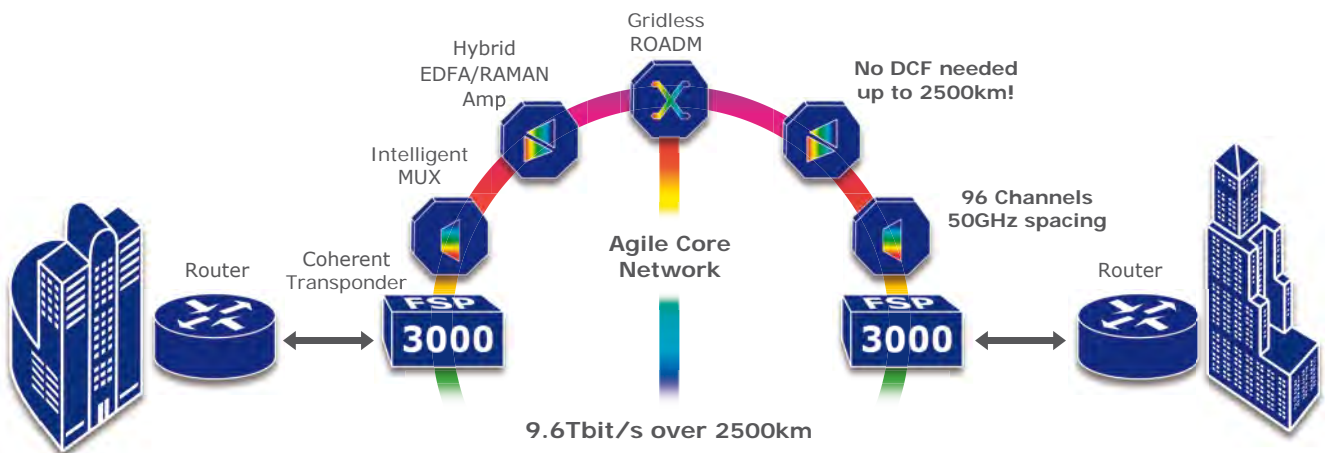 Gridless
ROADM
Hybrid
EDFA/RAMAN
Amp
No DCF needed
up to 2500km!
Intelligent
MUX
96 Channels
50GHz spacing
Agile Core
Network
Router
Coherent
Transponder
Router
FSP
3000
FSP
3000
9.6Tbit/s over 2500km